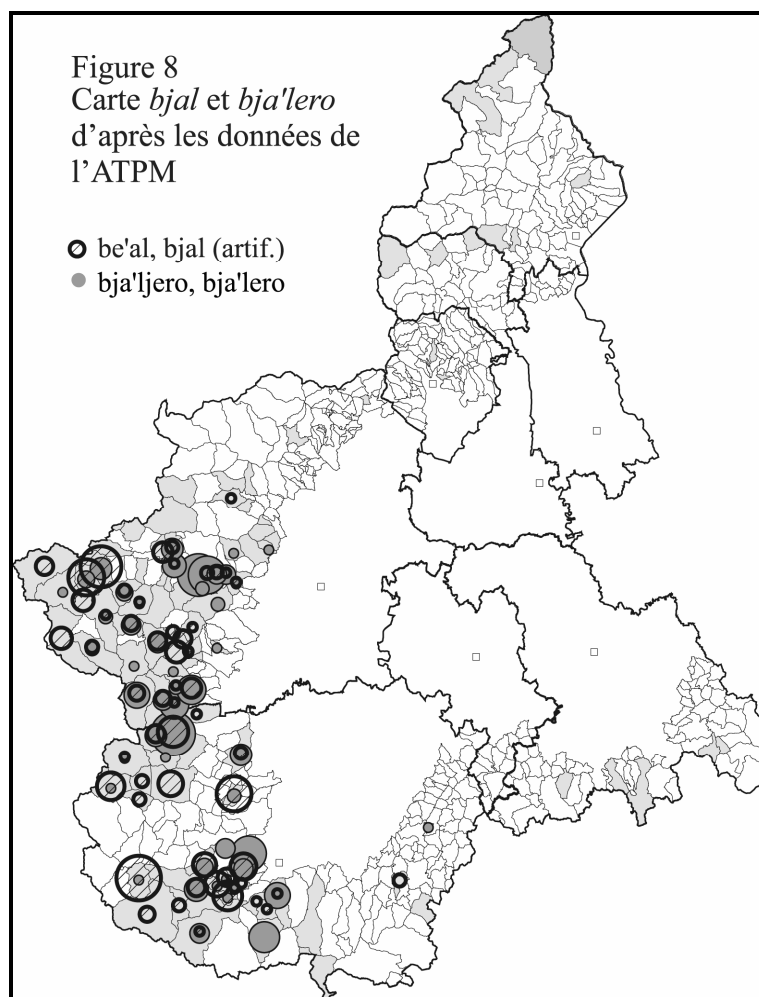 Figure 8
Carte bjal et bja'lero
d'après les données de
l'ATPM
be'al, bjal (artif.)
bja'ljero, bja'lero